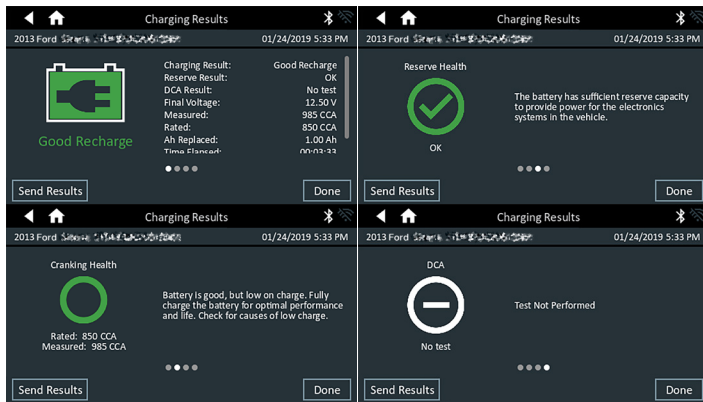 Charging Results
2013 Ford
01/24/2019 5:33 PM
Good Recharge
Charging Result: Good Recharge
Reserve Result: OK
DCA Result: No test
Final Voltage: 12.50 V
Measured: 985 CCA
Rated: 850 CCA
Ah Replaced: 1.00 Ah
Time Elapsed: 00:03:33
Send Results
Done
Charging Results
2013 Ford
01/24/2019 5:33 PM
Reserve Health
OK
The battery has sufficient reserve capacity
to provide power for the electronics
systems in the vehicle.
Send Results
Done
Charging Results
2013 Ford
01/24/2019 5:33 PM
Cranking Health
Rated: 850 CCA
Measured: 985 CCA
Battery is good, but low on charge. Fully
charge the battery for optimal performance
and life. Check for causes of low charge.
Send Results
Done
Charging Results
2013 Ford
01/24/2019 5:33 PM
DCA
No test
Test Not Performed
Send Results
Done